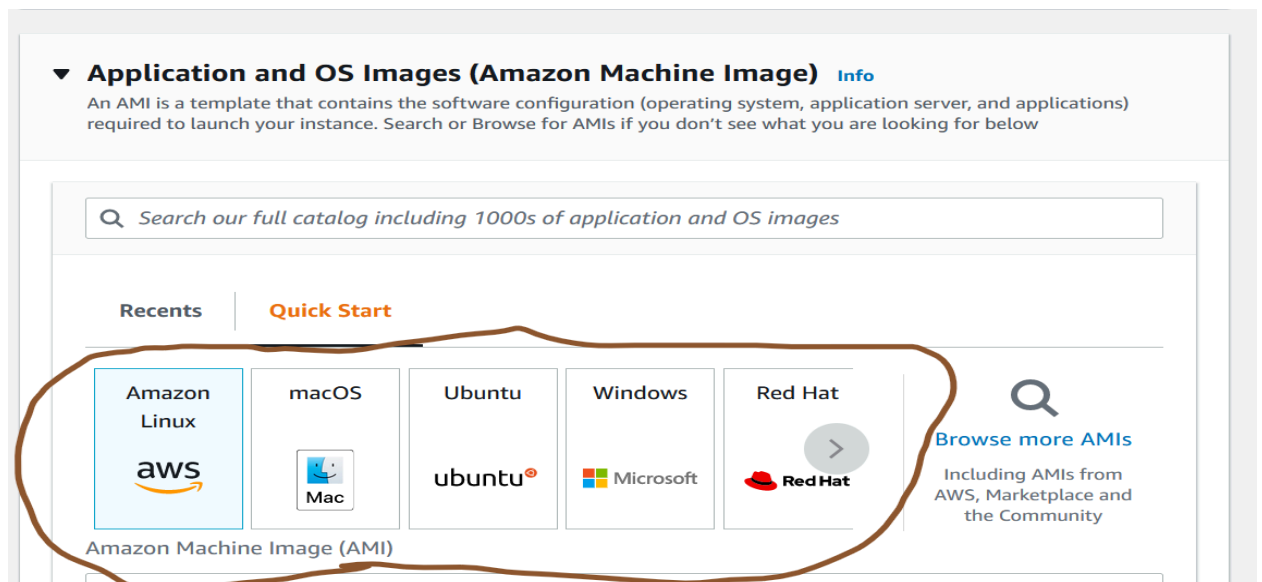 Application and OS Images (Amazon Machine Image) Info
An AMI is a template that contains the software configuration (operating system, application server, and applications)
required to launch your instance. Search or Browse for AMIs if you don't see what you are looking for below
Search our full catalog including 1000s of application and OS images
Recents
Quick Start
Amazon
Linux
aws
macOS
Mac
Ubuntu
ubuntu
Windows
Microsoft
Red Hat
Red Hat
Browse more AMIs
Including AMIs from
AWS, Marketplace and
the Community
Amazon Machine Image (AMI)